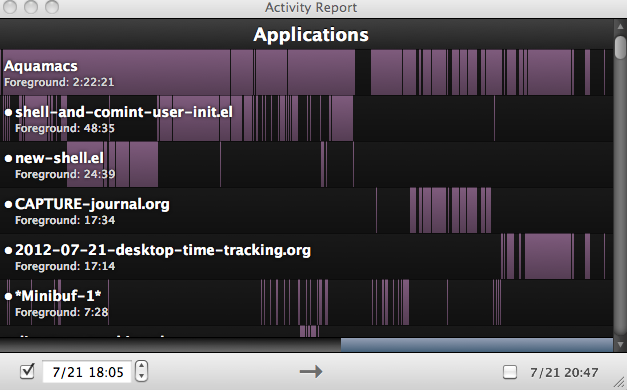 Activity Report
Applications
Aquamacs
Foreground: 2:22:21
● shell-and-comint-user-init.el
Foreground: 48:35
● new-shell.el
Foreground: 24:39
● CAPTURE-journal.org
Foreground: 17:34
● 2012-07-21-desktop-time-tracking.org
Foreground: 17:14
● *Minibuf-1*
Foreground: 7:28
7/21 18:05 → 7/21 20:47